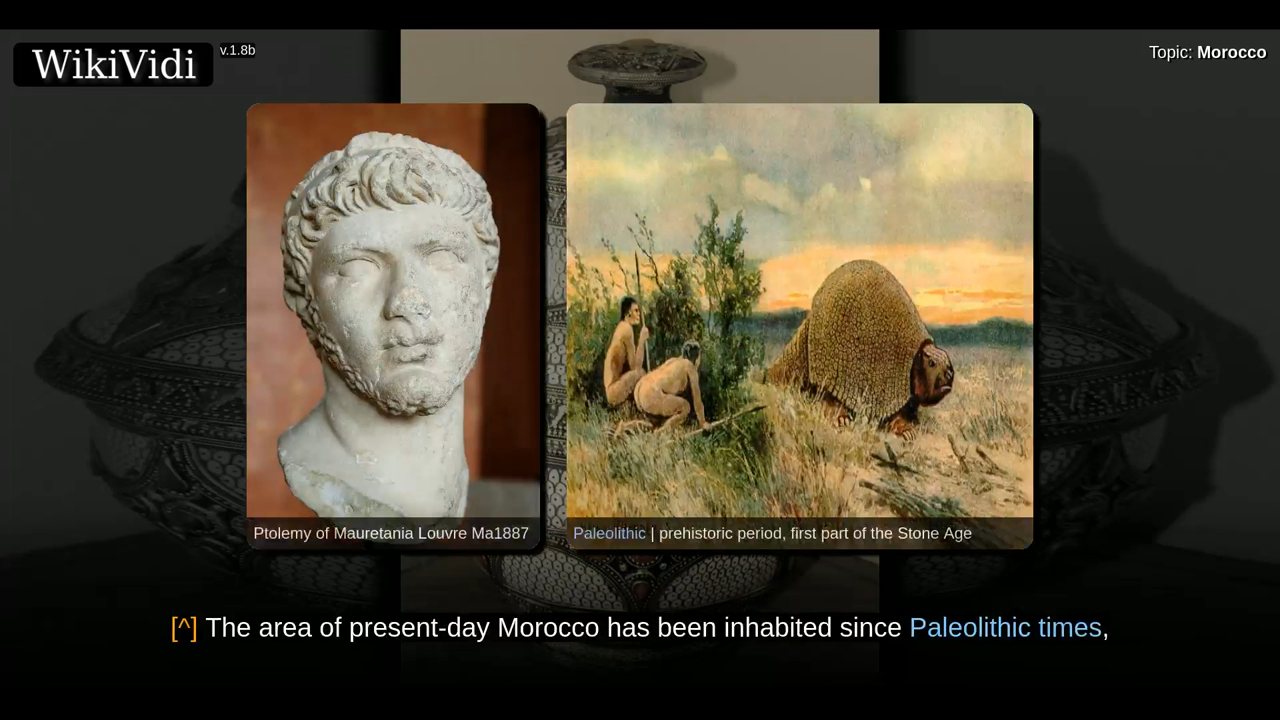 WikiVidi
v.1.8b
Topic: Morocco
Ptolemy of Mauretania Louvre Ma1887
Paleolithic | prehistoric period, first part of the Stone Age
[^] The area of present-day Morocco has been inhabited since Paleolithic times,